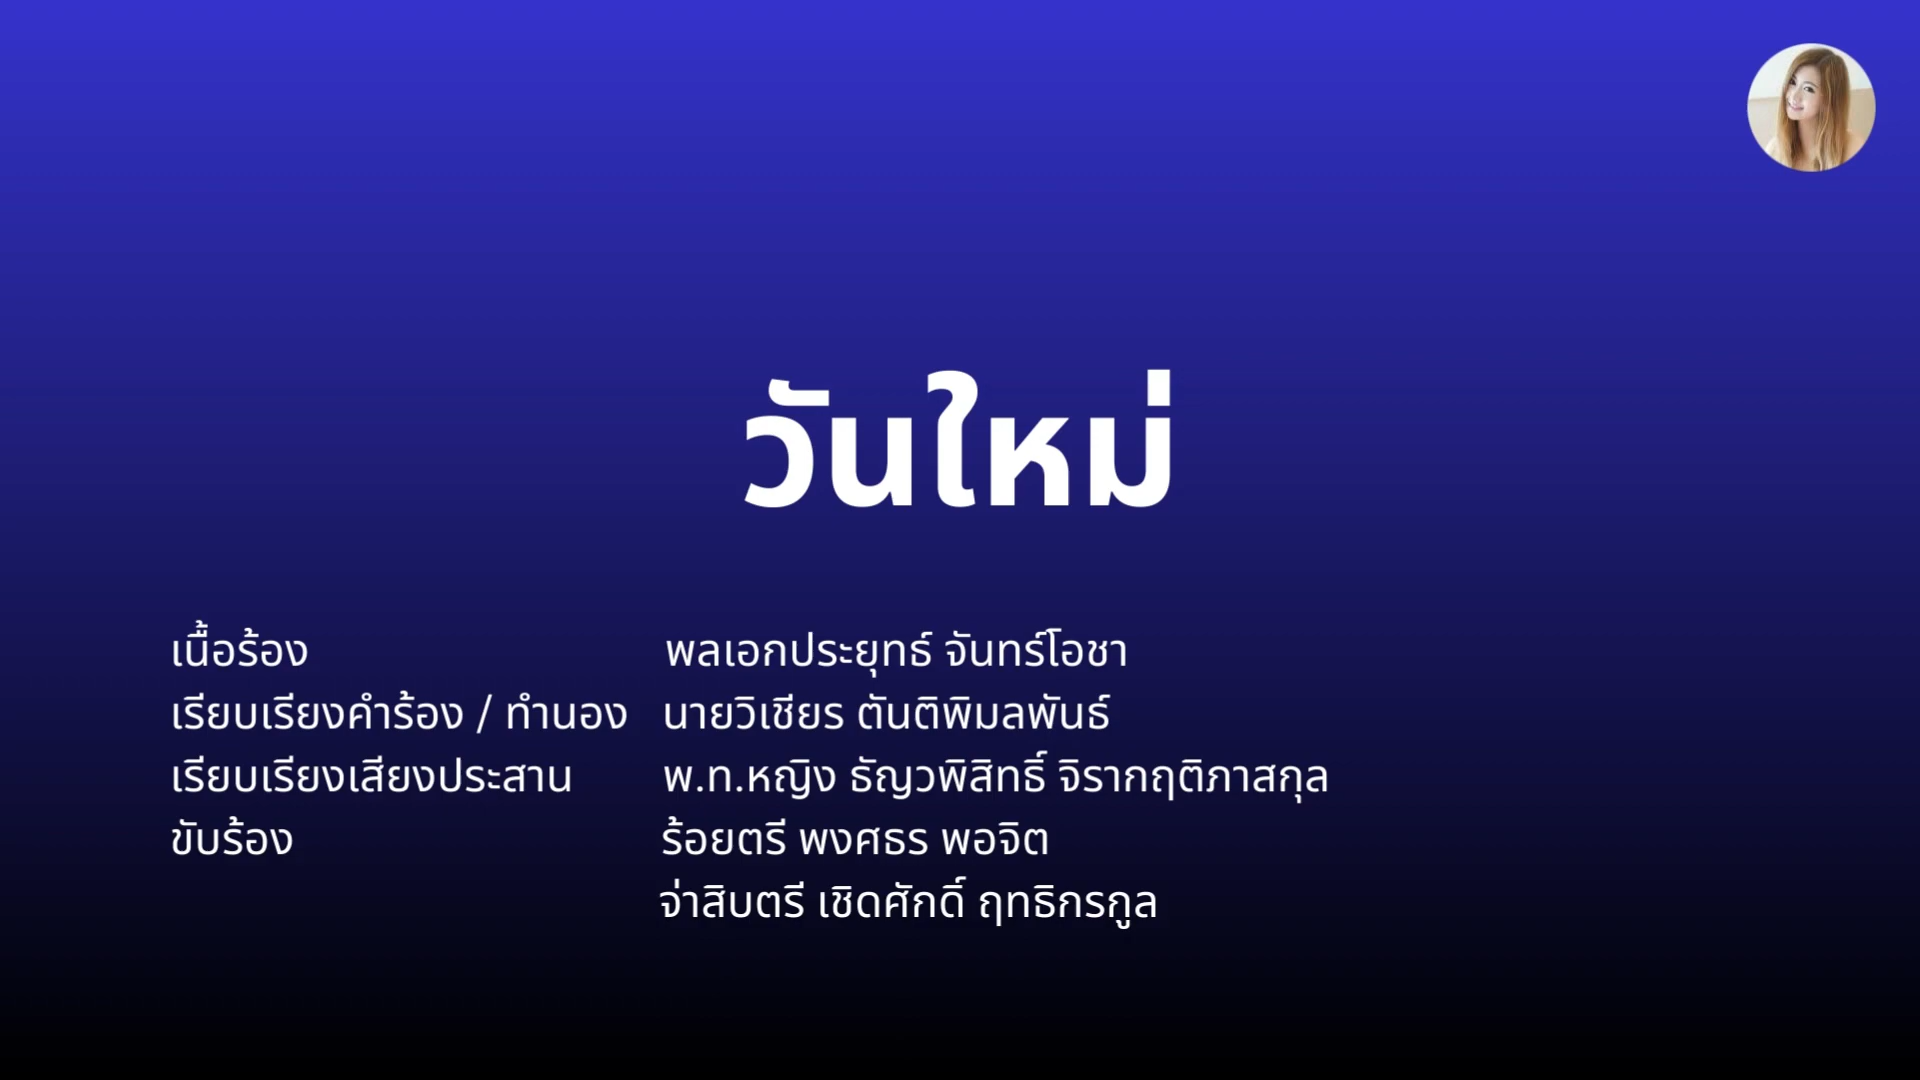 วันใหม่
เนื้อร้อง พลเอกประยุทธ์ จันทร์โอชา
เรียบเรียงคำร้อง / ทำนอง นายวิเชียร ตันติพิมลพันธ์
เรียบเรียงเสียงประสาน พ.ท.หญิง ธัญวพิสิทธิ์ จิรากฤติภาสกุล
ขับร้อง ร้อยตรี พงศธร พอจิต
จ่าสิบตรี เชิดศักดิ์ ฤทธิกรกูล